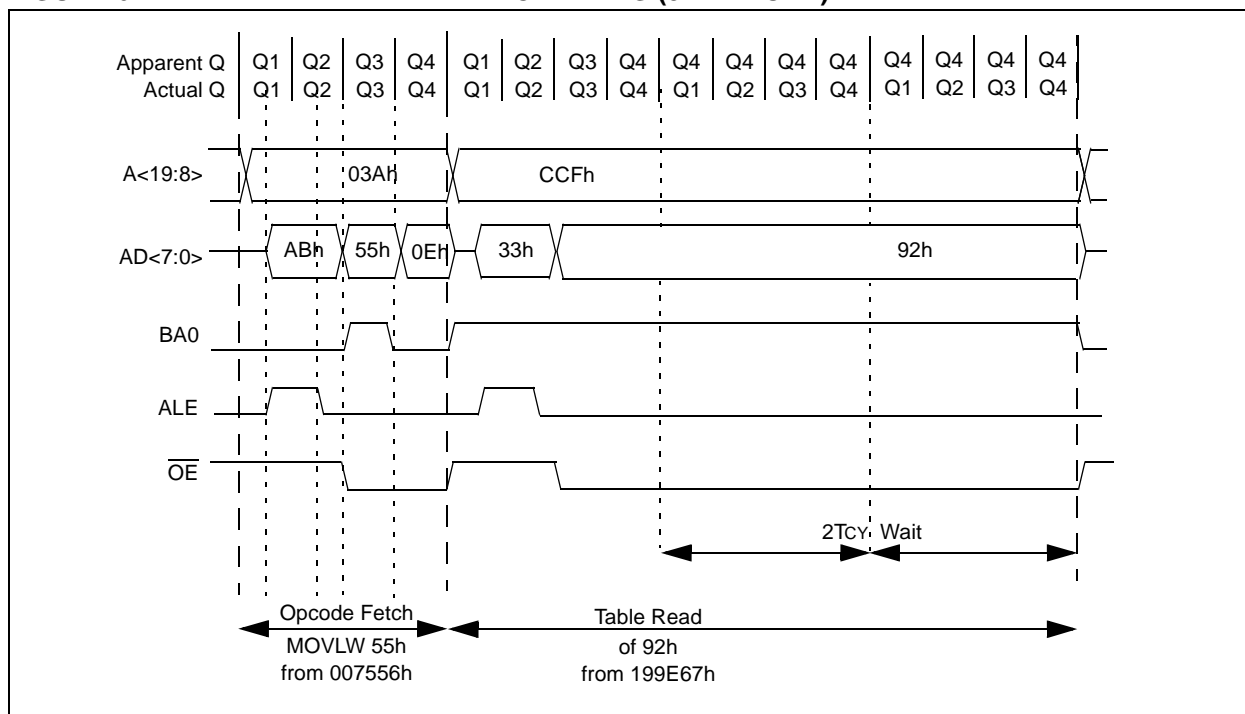 Apparent Q Q1 Q2 Q3 Q4 Q1 Q2 Q3 Q4 Q4 Q4 Q4 Q4 Q4 Q4 Q4 Q4
Actual Q Q1 Q2 Q3 Q4 Q1 Q2 Q3 Q4 Q1 Q2 Q3 Q4 Q1 Q2 Q3 Q4
A<19:8> 03Ah CCFh
AD<7:0> ABh 55h 0Eh 33h 92h
BA0
ALE
OE
2TCY Wait
Opcode Fetch
MOVLW 55h
from 007556h
Table Read
of 92h
from 199E67h